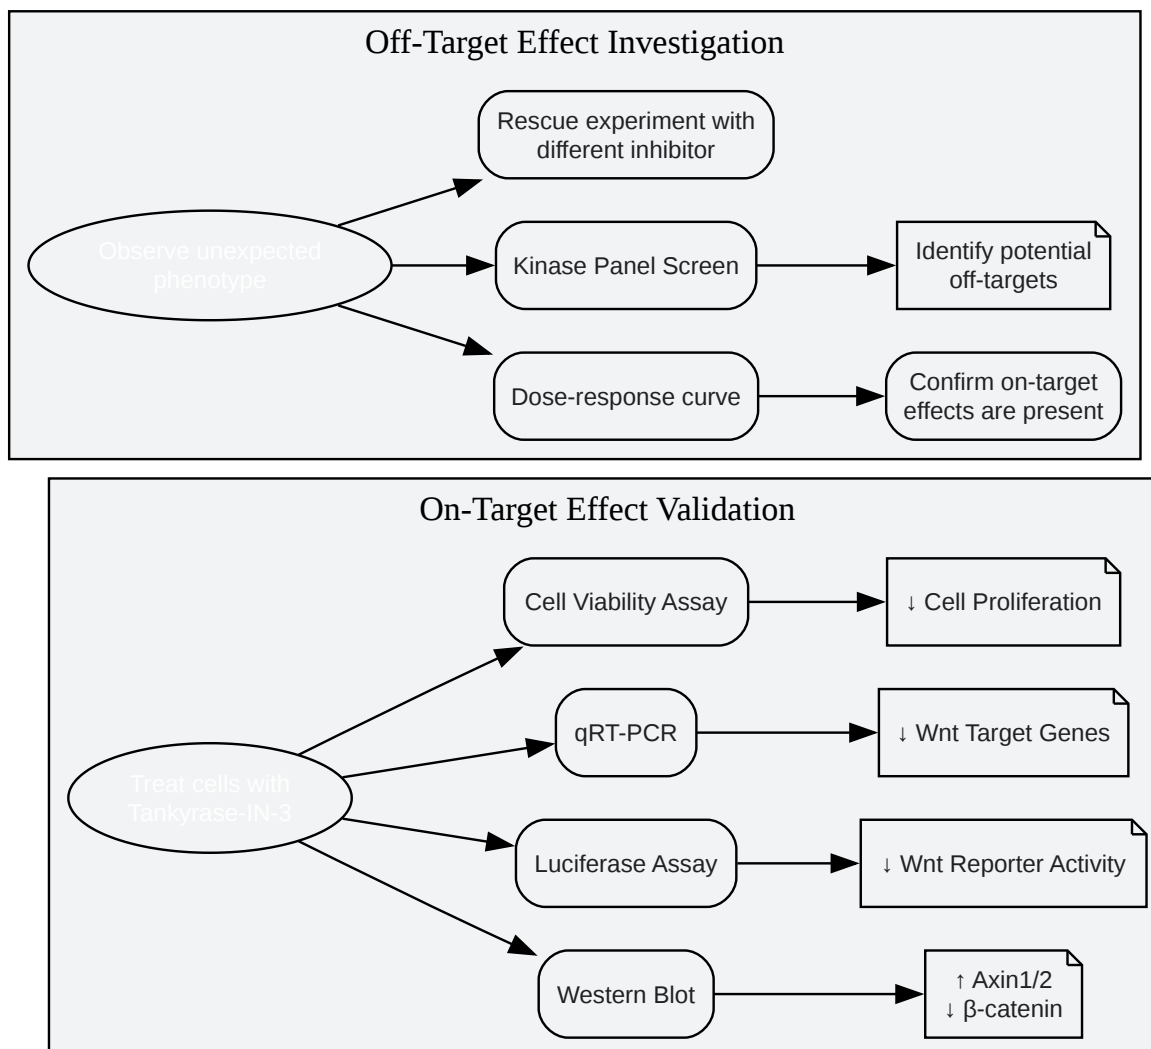 Off-Target Effect Investigation
Rescue experiment with
different inhibitor
Observe unexpected
phenotype
Kinase Panel Screen
Identify potential
off-targets
Dose-response curve
Confirm on-target
effects are present
On-Target Effect Validation
Cell Viability Assay
↓ Cell Proliferation
qRT-PCR
↓ Wnt Target Genes
Treat cells with
Tankyrase-IN-3
Luciferase Assay
↓ Wnt Reporter Activity
Western Blot
↑ Axin1/2
↓ β-catenin